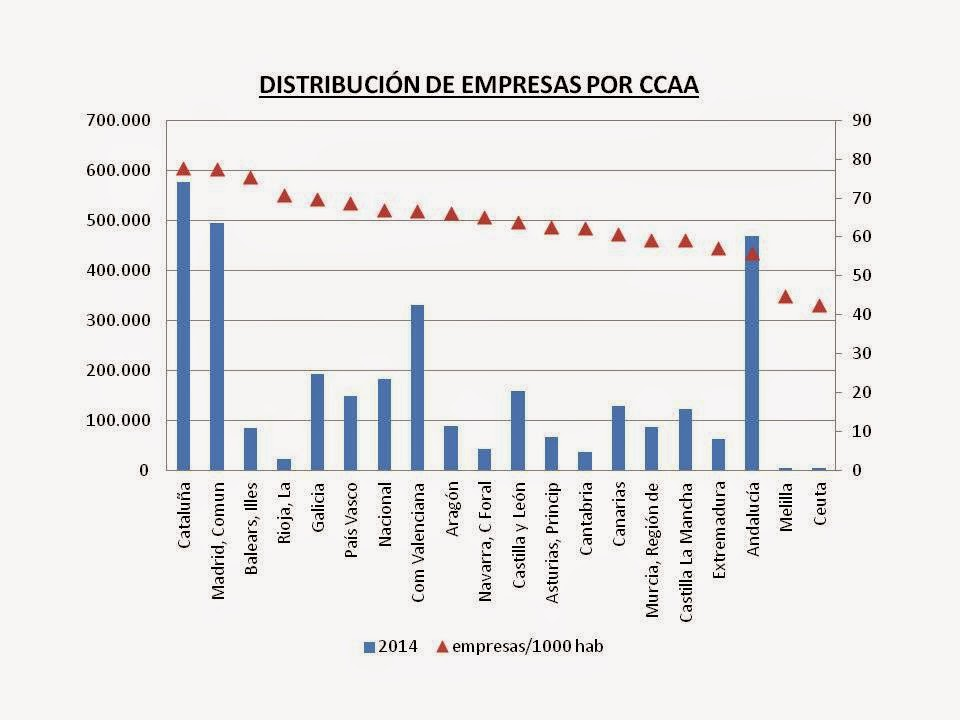 DISTRIBUCIÓN DE EMPRESAS POR CCAA
700.000
600.000
500.000
400.000
300.000
200.000
100.000
0
90
80
70
60
50
40
30
20
10
0
Cataluña
Madrid, Comun
Balears, Illes
Rioja, La
Galicia
País Vasco
Nacional
Com Valenciana
Aragón
Navarra, C Foral
Castilla y León
Asturias, Princip
Cantabria
Canarias
Murcia, Región de
Castilla La Mancha
Extremadura
Andalucía
Melilla
Ceuta
2014 empresas/1000 hab